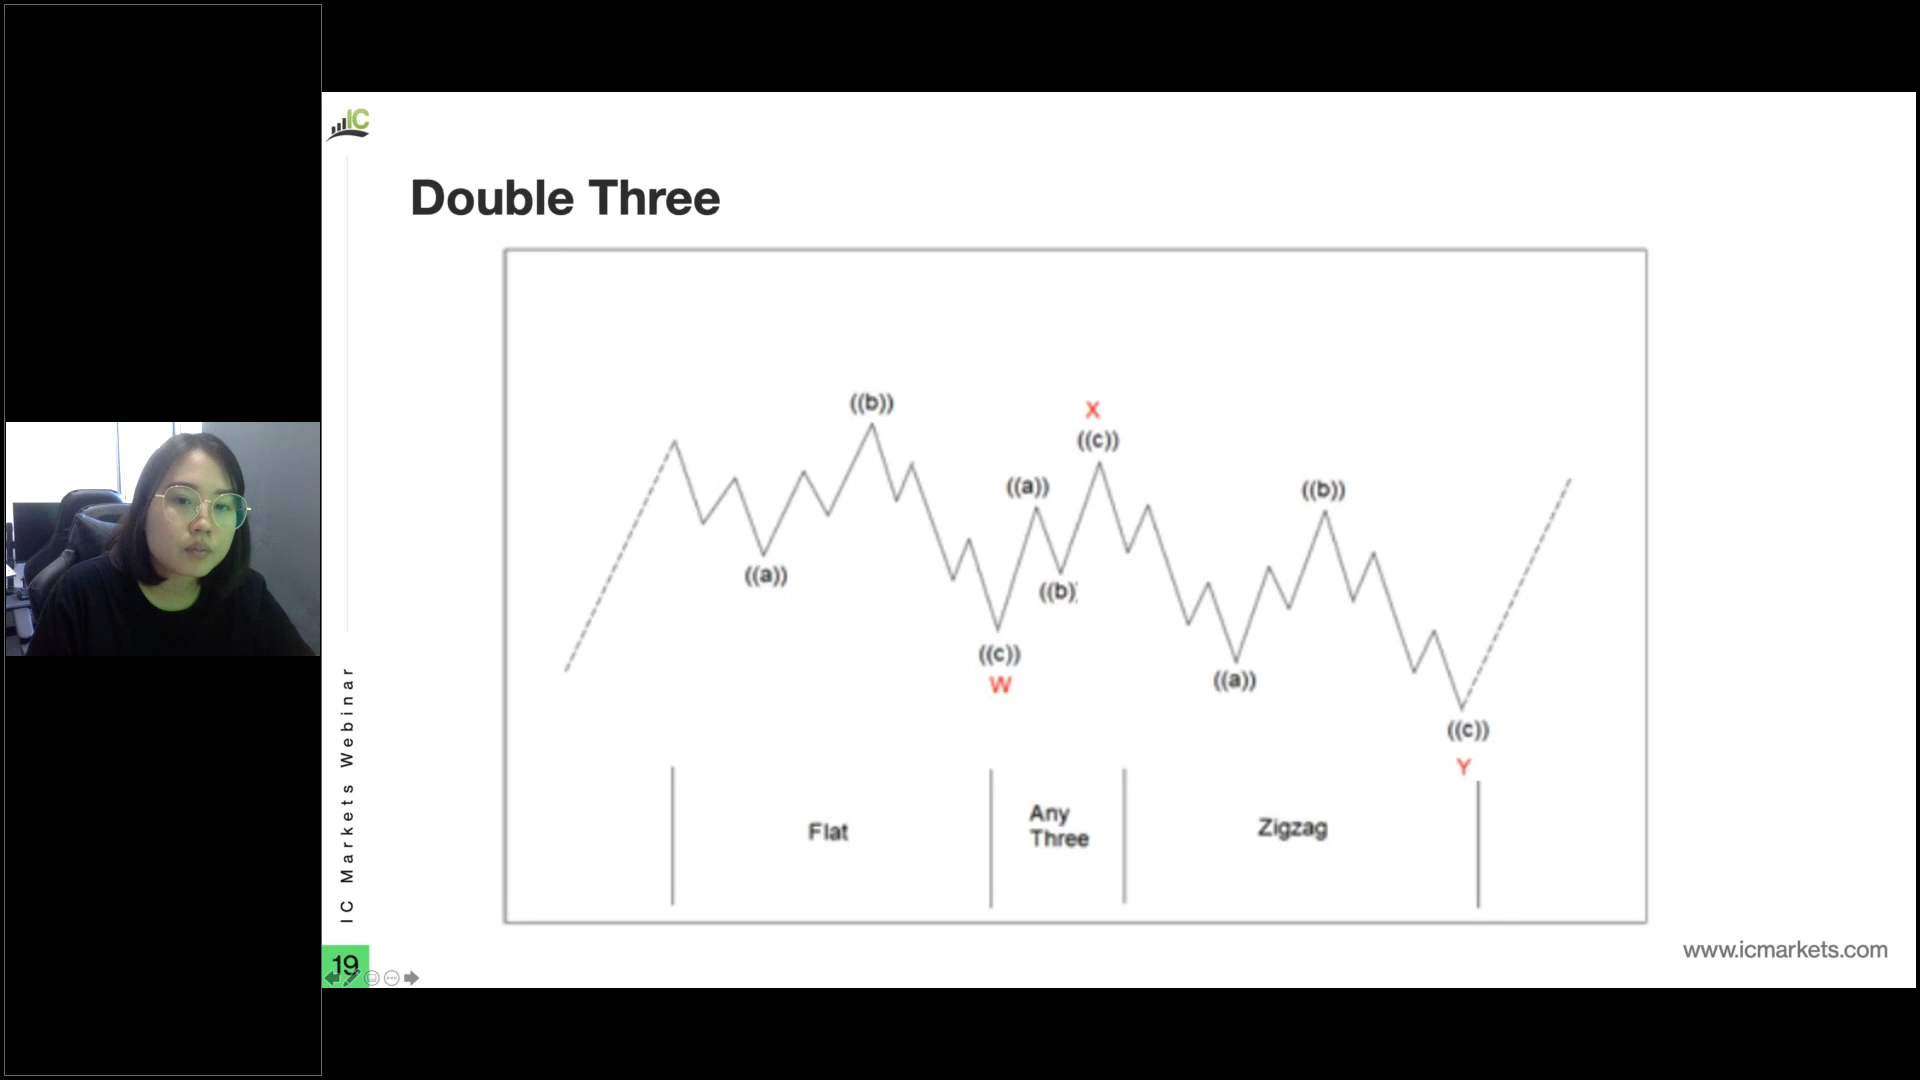 IC
Double Three
((b))
X
((c))
((a))
((b))
((a))
((b))
((c))
W
((a))
((c))
Y
Flat
Any
Three
Zigzag
IC Markets Webinar
19
www.icmarkets.com